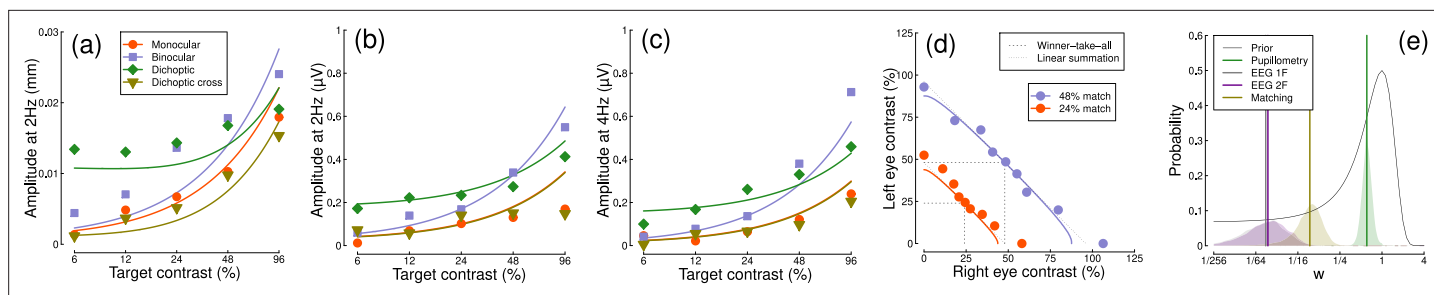 (a)
Amplitude at 2Hz (mm)
0.03
0.02
0.01
0
Monocular
Binocular
Dichoptic
Dichoptic cross
6 12 24 48 96
Target contrast (%)
(b)
Amplitude at 2Hz (µV)
1
0.8
0.6
0.4
0.2
0
6 12 24 48 96
Target contrast (%)
(c)
Amplitude at 4Hz (µV)
1
0.8
0.6
0.4
0.2
0
6 12 24 48 96
Target contrast (%)
(d)
Left eye contrast (%)
125
100
75
50
25
0
Winner−take−all
Linear summation
48% match
24% match
0 25 50 75 100 125
Right eye contrast (%)
(e)
Probability
0.6
0.5
0.4
0.3
0.2
0.1
0
Prior
Pupillometry
EEG 1F
EEG 2F
Matching
1/256 1/64 1/16 1/4 1 4
w